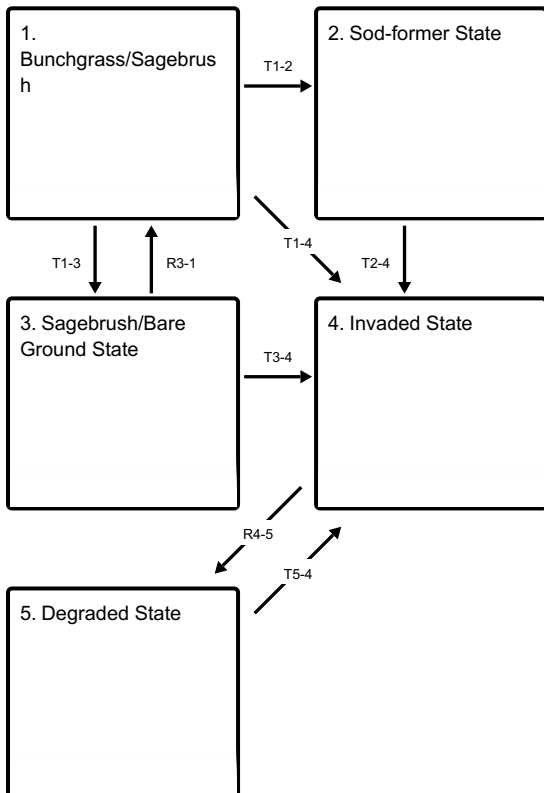 1.
Bunchgrass/Sagebrus
h
2. Sod-former State
T1-2
T1-4
T1-3
R3-1
T2-4
3. Sagebrush/Bare
Ground State
4. Invaded State
T3-4
R4-5
T5-4
5. Degraded State